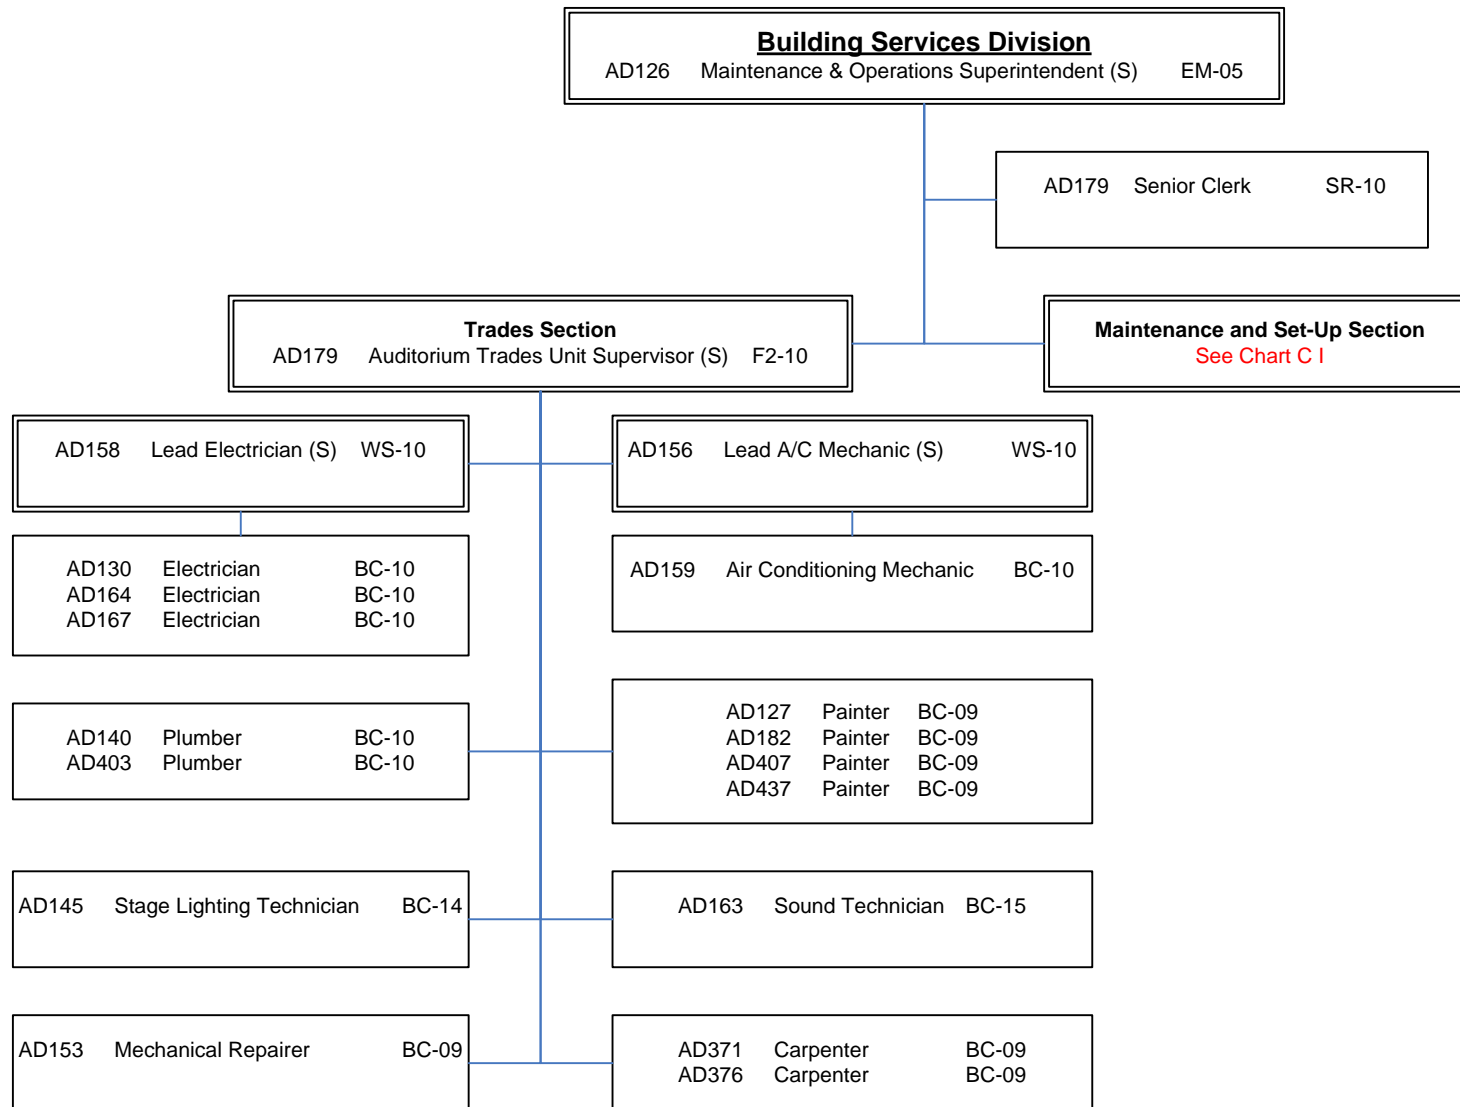 Building Services Division
AD126 Maintenance & Operations Superintendent (S) EM-05
AD179 Senior Clerk SR-10
Trades Section
AD179 Auditorium Trades Unit Supervisor (S) F2-10
Maintenance and Set-Up Section
See Chart C I
AD158 Lead Electrician (S) WS-10
AD156 Lead A/C Mechanic (S) WS-10
AD130 Electrician BC-10
AD164 Electrician BC-10
AD167 Electrician BC-10
AD159 Air Conditioning Mechanic BC-10
AD140 Plumber BC-10
AD403 Plumber BC-10
AD127 Painter BC-09
AD182 Painter BC-09
AD407 Painter BC-09
AD437 Painter BC-09
AD145 Stage Lighting Technician BC-14
AD163 Sound Technician BC-15
AD153 Mechanical Repairer BC-09
AD371 Carpenter BC-09
AD376 Carpenter BC-09